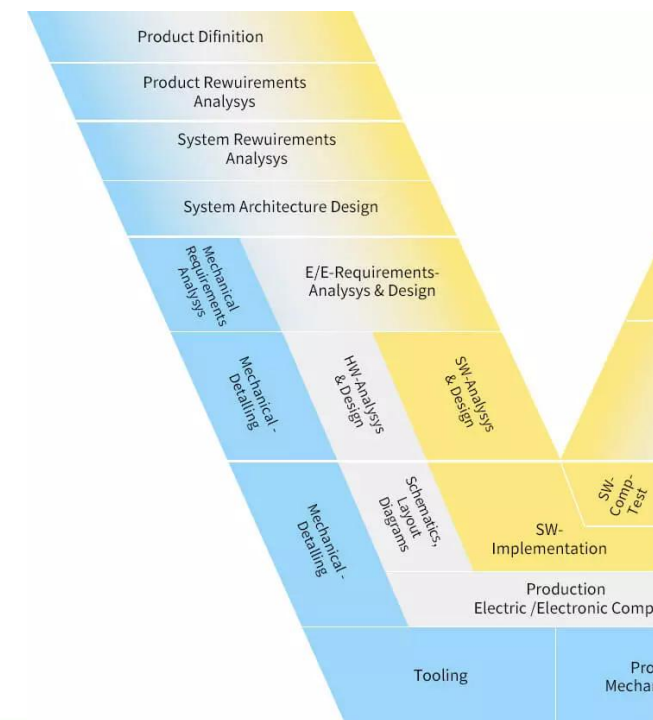 Product Difinition
Product Rewuirements
Analysys
System Rewuirements
Analysys
System Architecture Design
Mechanical
Requirements
Analysys
E/E-Requirements-
Analysys & Design
Mechanical -
Detalling
HW-Analysys
& Design
SW-Analysys
& Design
Mechanical -
Detalling
Schematics,
Layout
Diagrams
SW-
Implementation
SW-
Comp-
Test
Production
Electric /Electronic Comp
Tooling
Pro
Mecha